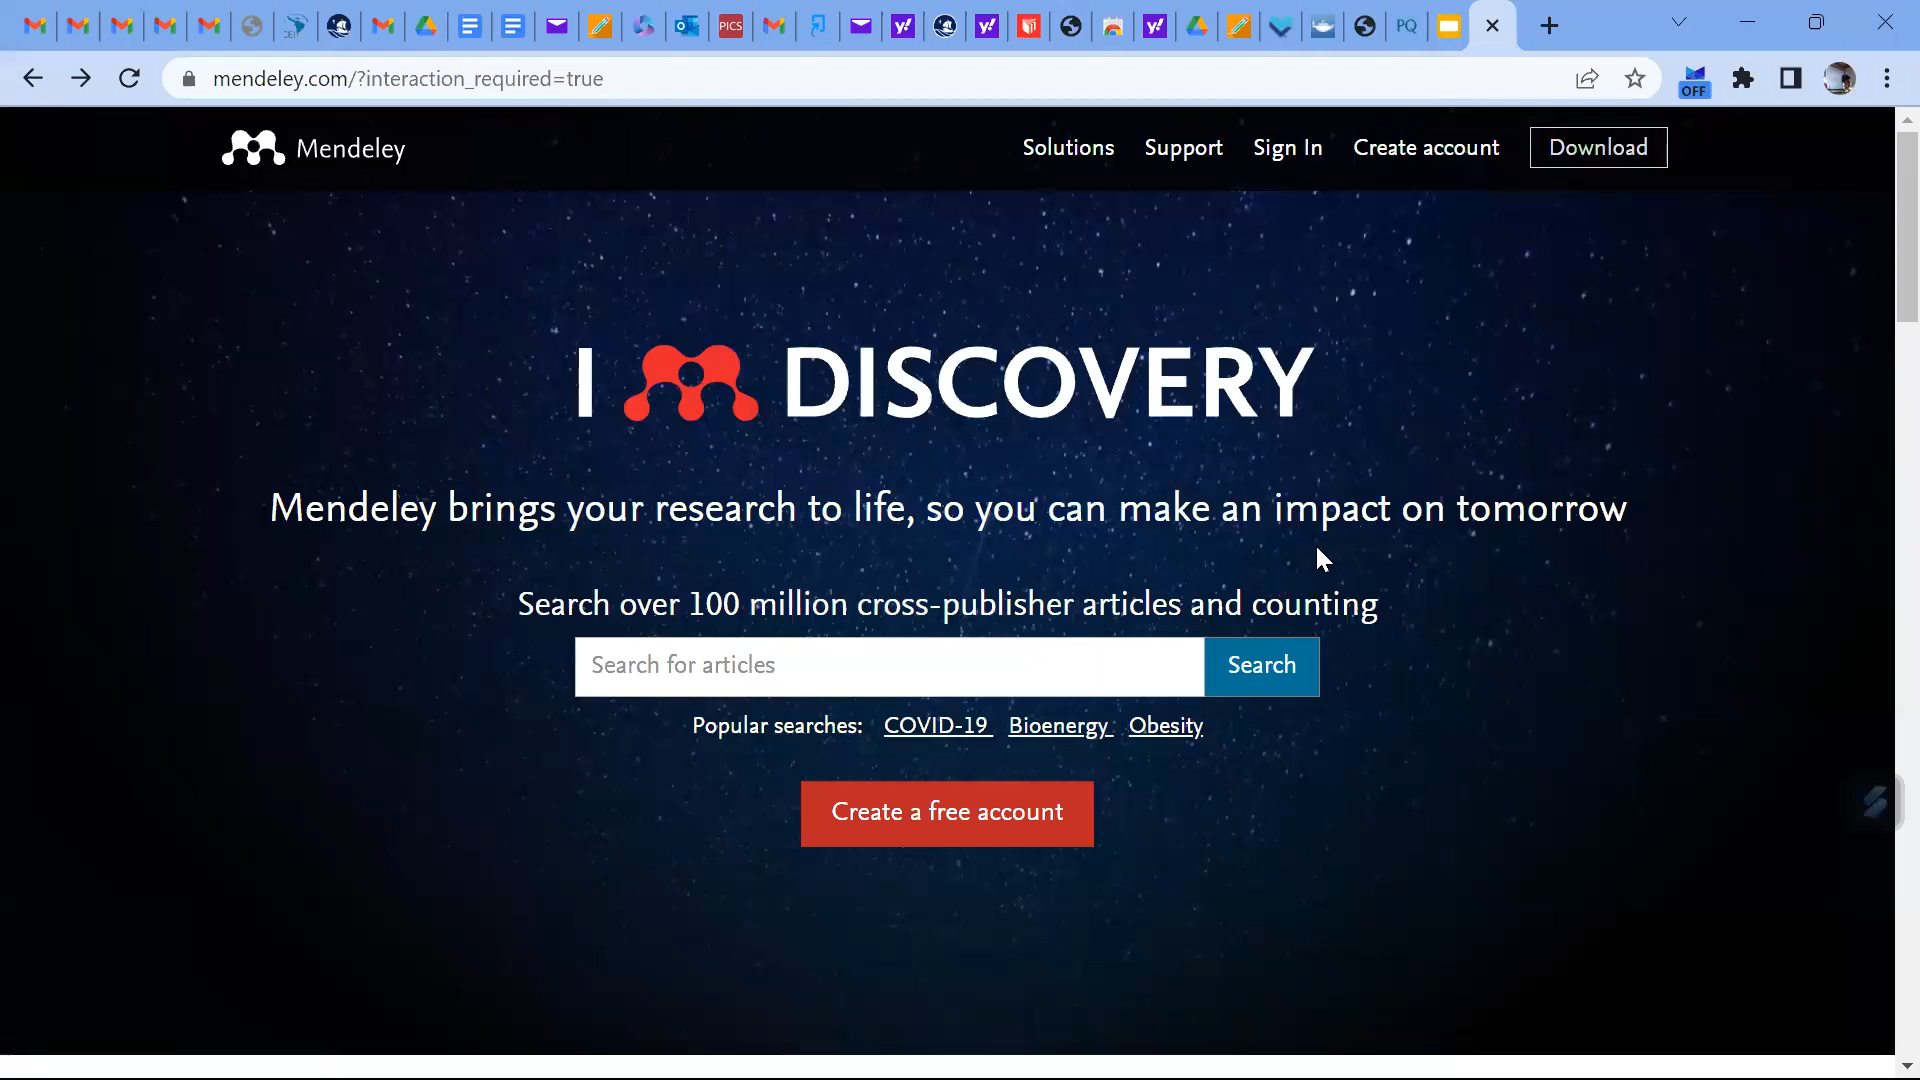 PICS
PQ
mendeley.com/?interaction_required=true
OFF
Mendeley
Solutions
Support
Sign In
Create account
Download
I DISCOVERY
Mendeley brings your research to life, so you can make an impact on tomorrow
Search over 100 million cross-publisher articles and counting
Search for articles
Search
Popular searches: COVID-19 Bioenergy Obesity
Create a free account